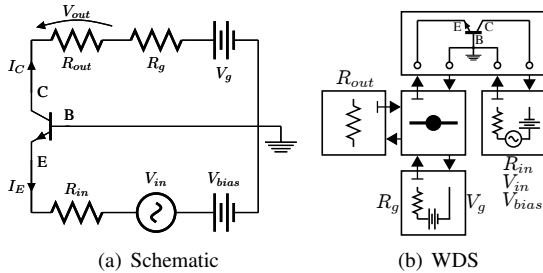 V_out
R_out
R_g
V_g
I_C
C
B
E
I_E
R_in
V_in
V_bias
(a) Schematic
E
C
B
R_out
R_in
V_in
V_bias
R_g
V_g
(b) WDS